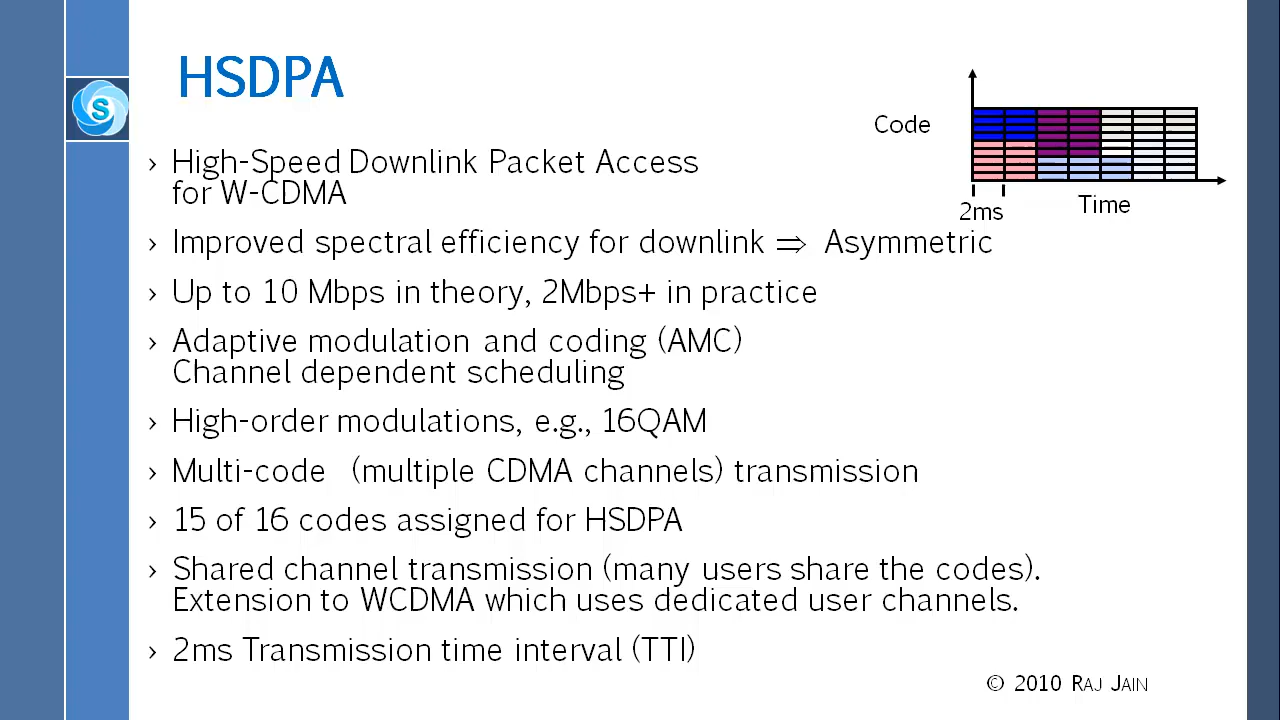 HSDPA
S
Code
2ms
Time
› High-Speed Downlink Packet Access
for W-CDMA
› Improved spectral efficiency for downlink ⇒ Asymmetric
› Up to 10 Mbps in theory, 2Mbps+ in practice
› Adaptive modulation and coding (AMC)
Channel dependent scheduling
› High-order modulations, e.g., 16QAM
› Multi-code (multiple CDMA channels) transmission
› 15 of 16 codes assigned for HSDPA
› Shared channel transmission (many users share the codes).
Extension to WCDMA which uses dedicated user channels.
› 2ms Transmission time interval (TTI)
© 2010 RAJ JAIN